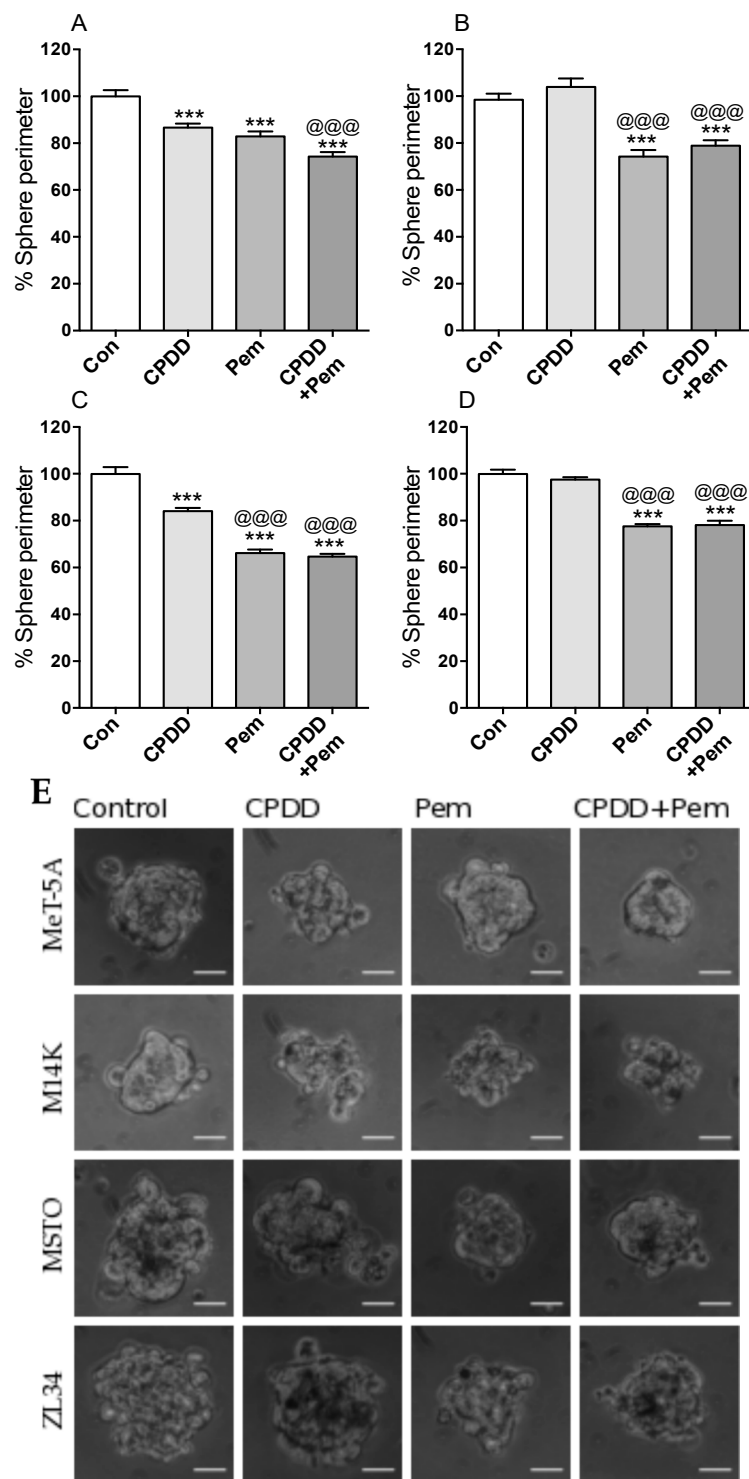 A
% Sphere perimeter
120
100
80
60
40
20
0
***
***
@@@
***
Con
CPDD
Pem
CPDD
+Pem
B
% Sphere perimeter
120
100
80
60
40
20
0
@@@
***
@@@
***
Con
CPDD
Pem
CPDD
+Pem
C
% Sphere perimeter
120
100
80
60
40
20
0
***
@@@
***
@@@
***
Con
CPDD
Pem
CPDD
+Pem
D
% Sphere perimeter
120
100
80
60
40
20
0
@@@
***
@@@
***
Con
CPDD
Pem
CPDD
+Pem
E
Control CPDD Pem CPDD+Pem
MeT-5A
M14K
MSTO
ZL34